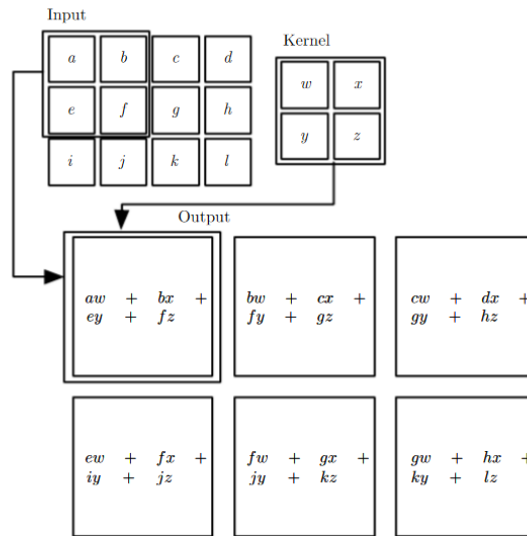 Input
Kernel
a b c d
w x
e f g h
y z
i j k l
Output
aw + bx +
ey + fz
bw + cx +
fy + gz
cw + dx +
gy + hz
ew + fx +
iy + jz
fw + gx +
jy + kz
gw + hx +
ky + lz